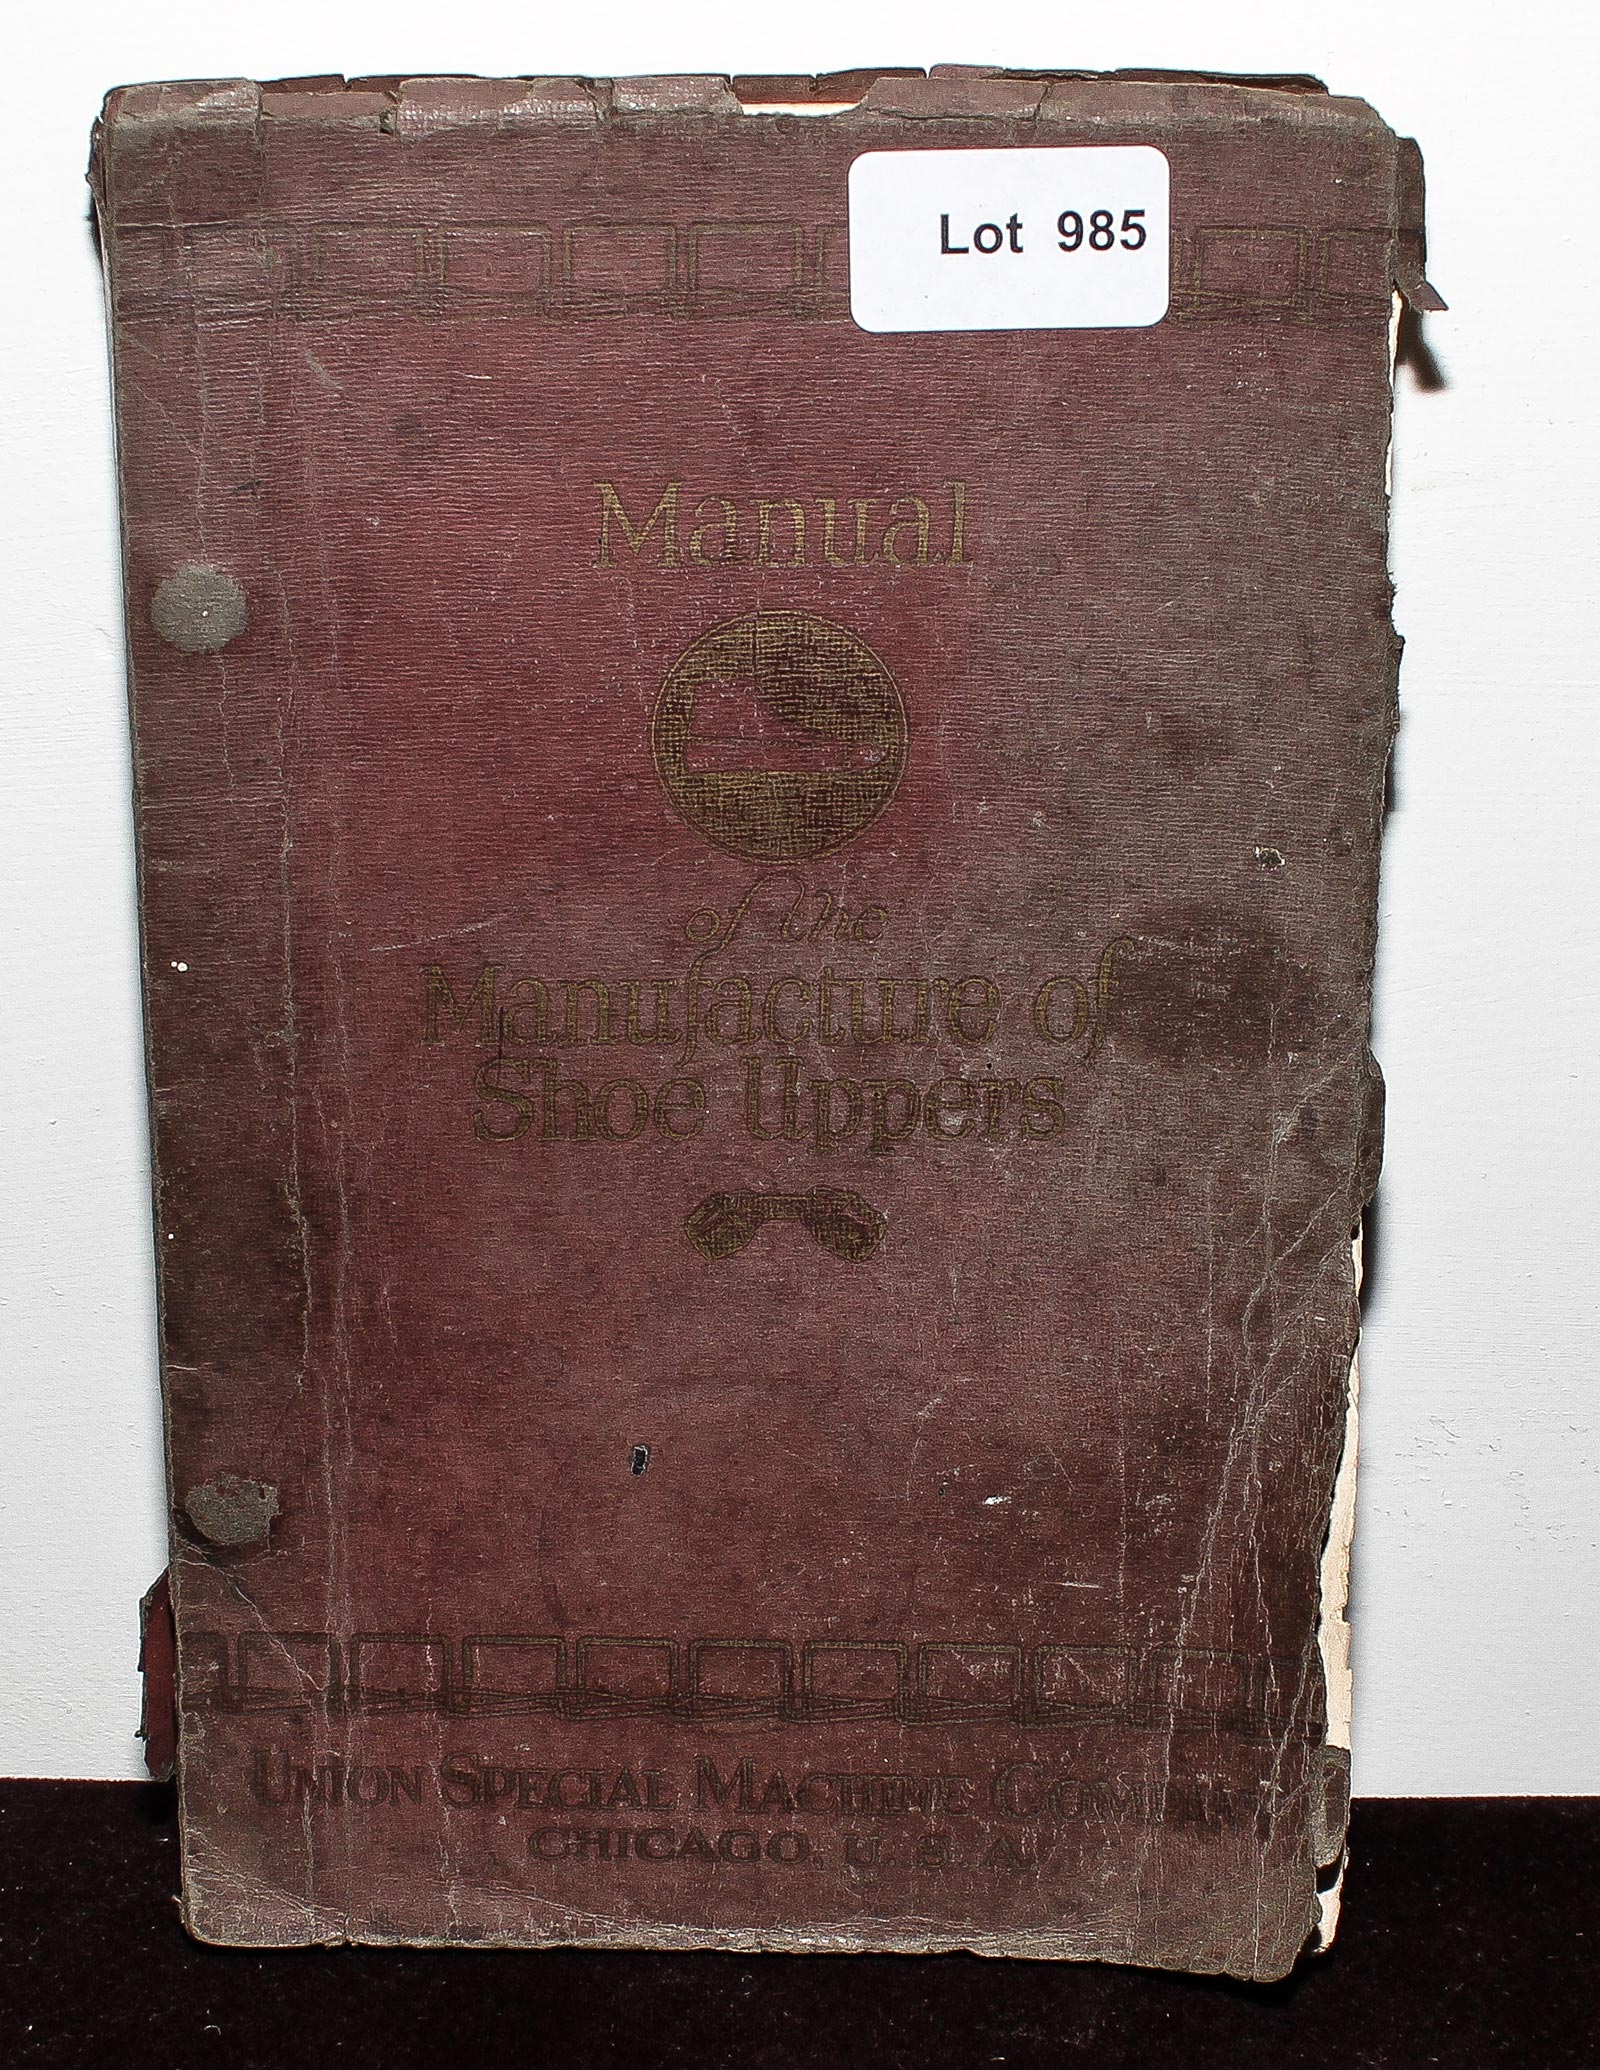 Lot 985
Manual
of the
Manufacture of
Shoe Uppers
UNION SPECIAL MACHINE COMPANY
CHICAGO, U. S. A.